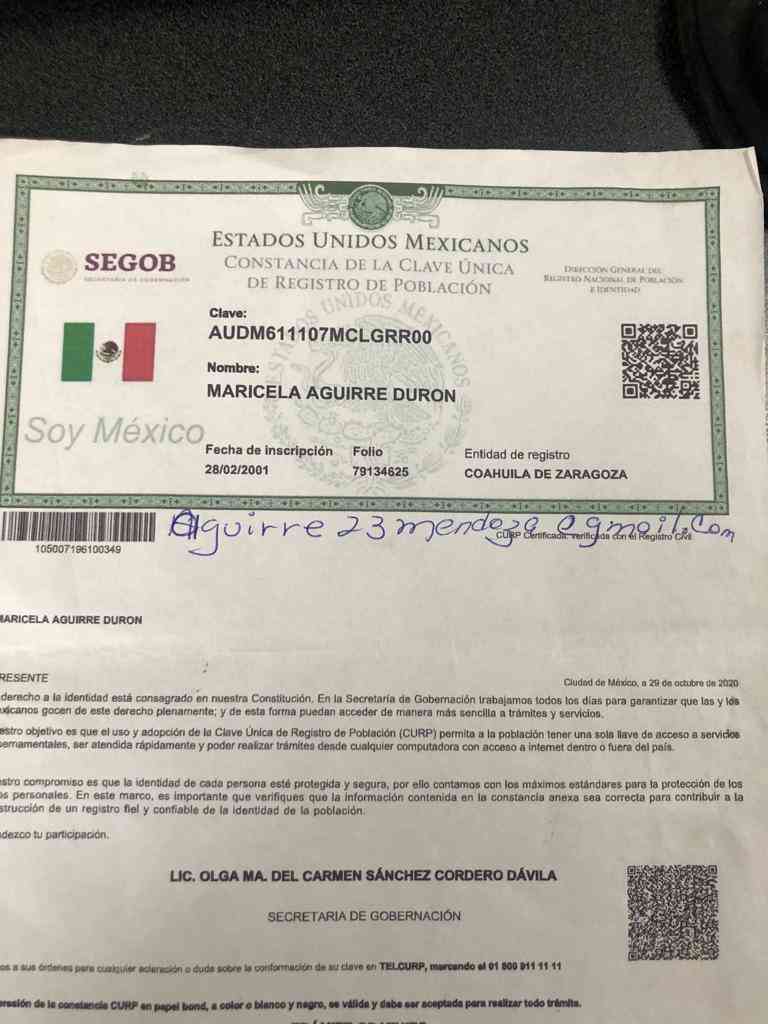 ESTADOS UNIDOS MEXICANOS
CONSTANCIA DE LA CLAVE ÚNICA
DE REGISTRO DE POBLACIÓN
SEGOB
SECRETARÍA DE GOBERNACIÓN
DIRECCIÓN GENERAL DEL
REGISTRO NACIONAL DE POBLACIÓN
E IDENTIDAD
ESTADOS UNIDOS MEXICANOS
Clave:
AUDM611107MCLGRR00
Nombre:
MARICELA AGUIRRE DURON
Soy México
Fecha de inscripción Folio Entidad de registro
28/02/2001 79134625 COAHUILA DE ZARAGOZA
Aguirre23mendoza@gmail.com
CURP Certificada: verificada con el Registro Civil
105007196100349
MARICELA AGUIRRE DURON
RESENTE
Ciudad de México, a 29 de octubre de 2020
derecho a la identidad está consagrado en nuestra Constitución. En la Secretaría de Gobernación trabajamos todos los días para garantizar que las y los
exicanos gocen de este derecho plenamente; y de esta forma puedan acceder de manera más sencilla a trámites y servicios.
estro objetivo es que el uso y adopción de la Clave Única de Registro de Población (CURP) permita a la población tener una sola llave de acceso a servicios
bernamentales, ser atendida rápidamente y poder realizar trámites desde cualquier computadora con acceso a internet dentro o fuera del país.
estro compromiso es que la identidad de cada persona esté protegida y segura, por ello contamos con los máximos estándares para la protección de los
os personales. En este marco, es importante que verifiques que la información contenida en la constancia anexa sea correcta para contribuir a la
strucción de un registro fiel y confiable de la identidad de la población.
adezco tu participación.
LIC. OLGA MA. DEL CARMEN SÁNCHEZ CORDERO DÁVILA
SECRETARIA DE GOBERNACIÓN
os a sus órdenes para cualquier aclaración o duda sobre la conformación de su clave en TELCURP, marcando el 01 800 911 11 11
presión de la constancia CURP en papel bond, a color o blanco y negro, es válida y debe ser aceptada para realizar todo trámite.